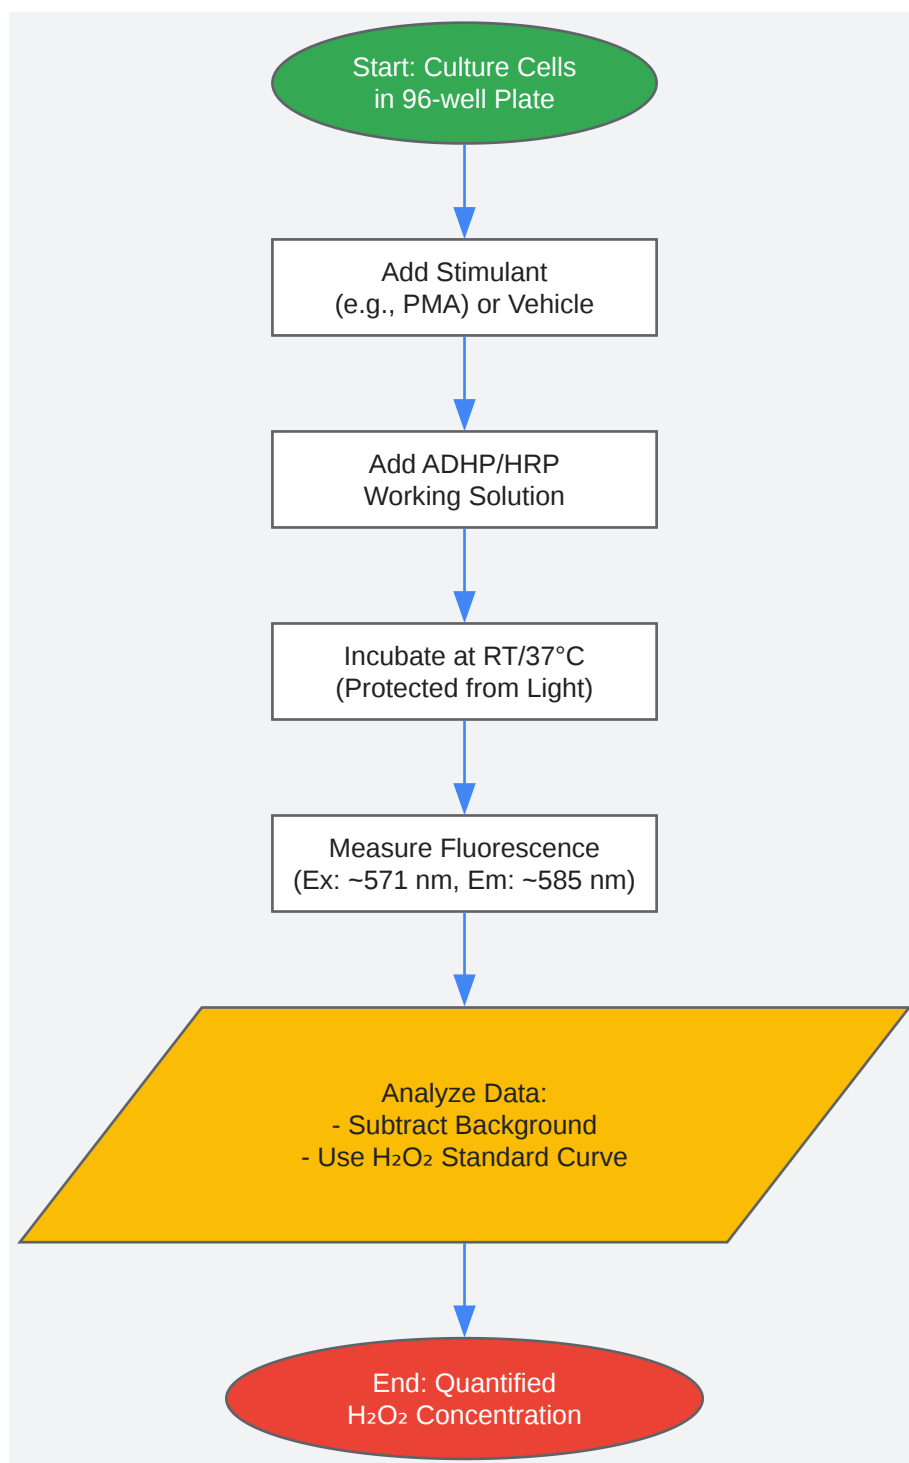 Start: Culture Cells
in 96-well Plate
Add Stimulant
(e.g., PMA) or Vehicle
Add ADHP/HRP
Working Solution
Incubate at RT/37°C
(Protected from Light)
Measure Fluorescence
(Ex: ~571 nm, Em: ~585 nm)
Analyze Data:
- Subtract Background
- Use H₂O₂ Standard Curve
End: Quantified
H₂O₂ Concentration